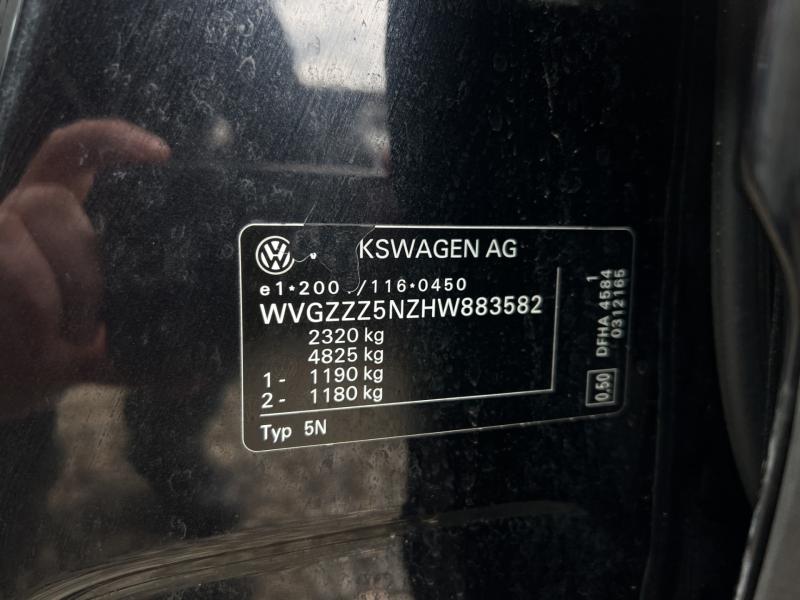 KSWAGEN AG
e1*200 /116*0450
WVGZZZ5NZHW883582
2320 kg
4825 kg
1- 1190 kg
2- 1180 kg
Typ 5N
DFHA 4584 1
0312165
0.50